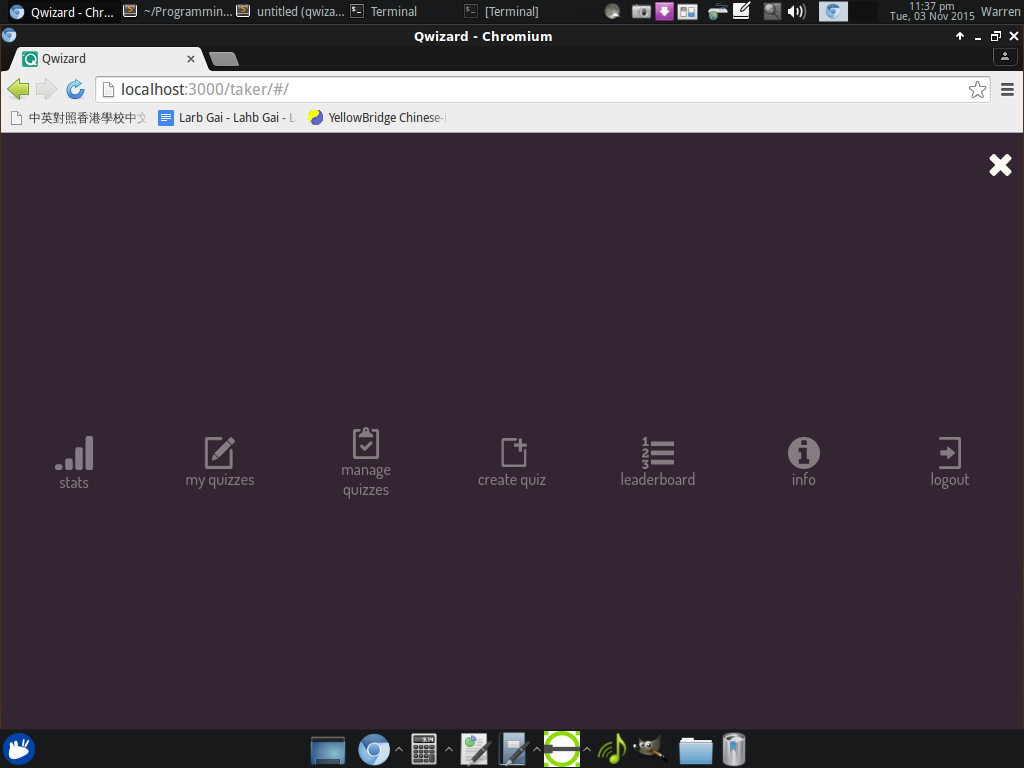 Qwizard - Chr...
~/Programmin...
untitled (qwiza...
Terminal
[Terminal]
11:37 pm
Tue, 03 Nov 2015
Warren
Qwizard - Chromium
Qwizard
localhost:3000/taker/#/
中英對照香港學校中文
Larb Gai - Lahb Gai - L
YellowBridge Chinese-
stats
my quizzes
manage
quizzes
create quiz
1
2
3
leaderboard
info
logout
3.14